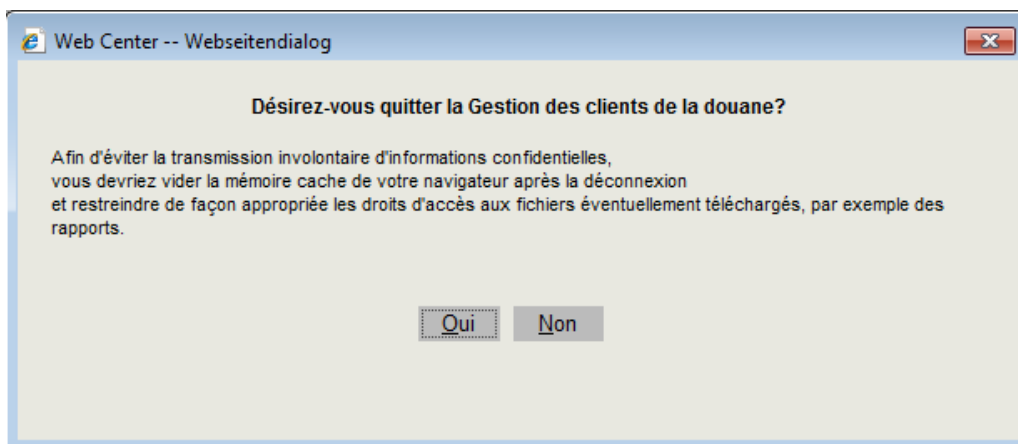 Web Center -- Webseitendialog
Désirez-vous quitter la Gestion des clients de la douane?
Afin d'éviter la transmission involontaire d'informations confidentielles,
vous devriez vider la mémoire cache de votre navigateur après la déconnexion
et restreindre de façon appropriée les droits d'accès aux fichiers éventuellement téléchargés, par exemple des
rapports.
Oui Non